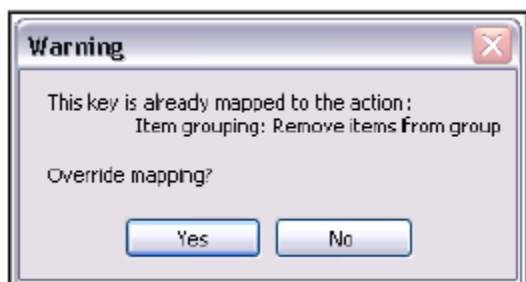 Warning
This key is already mapped to the action:
Item grouping: Remove items from group
Override mapping?
Yes
No